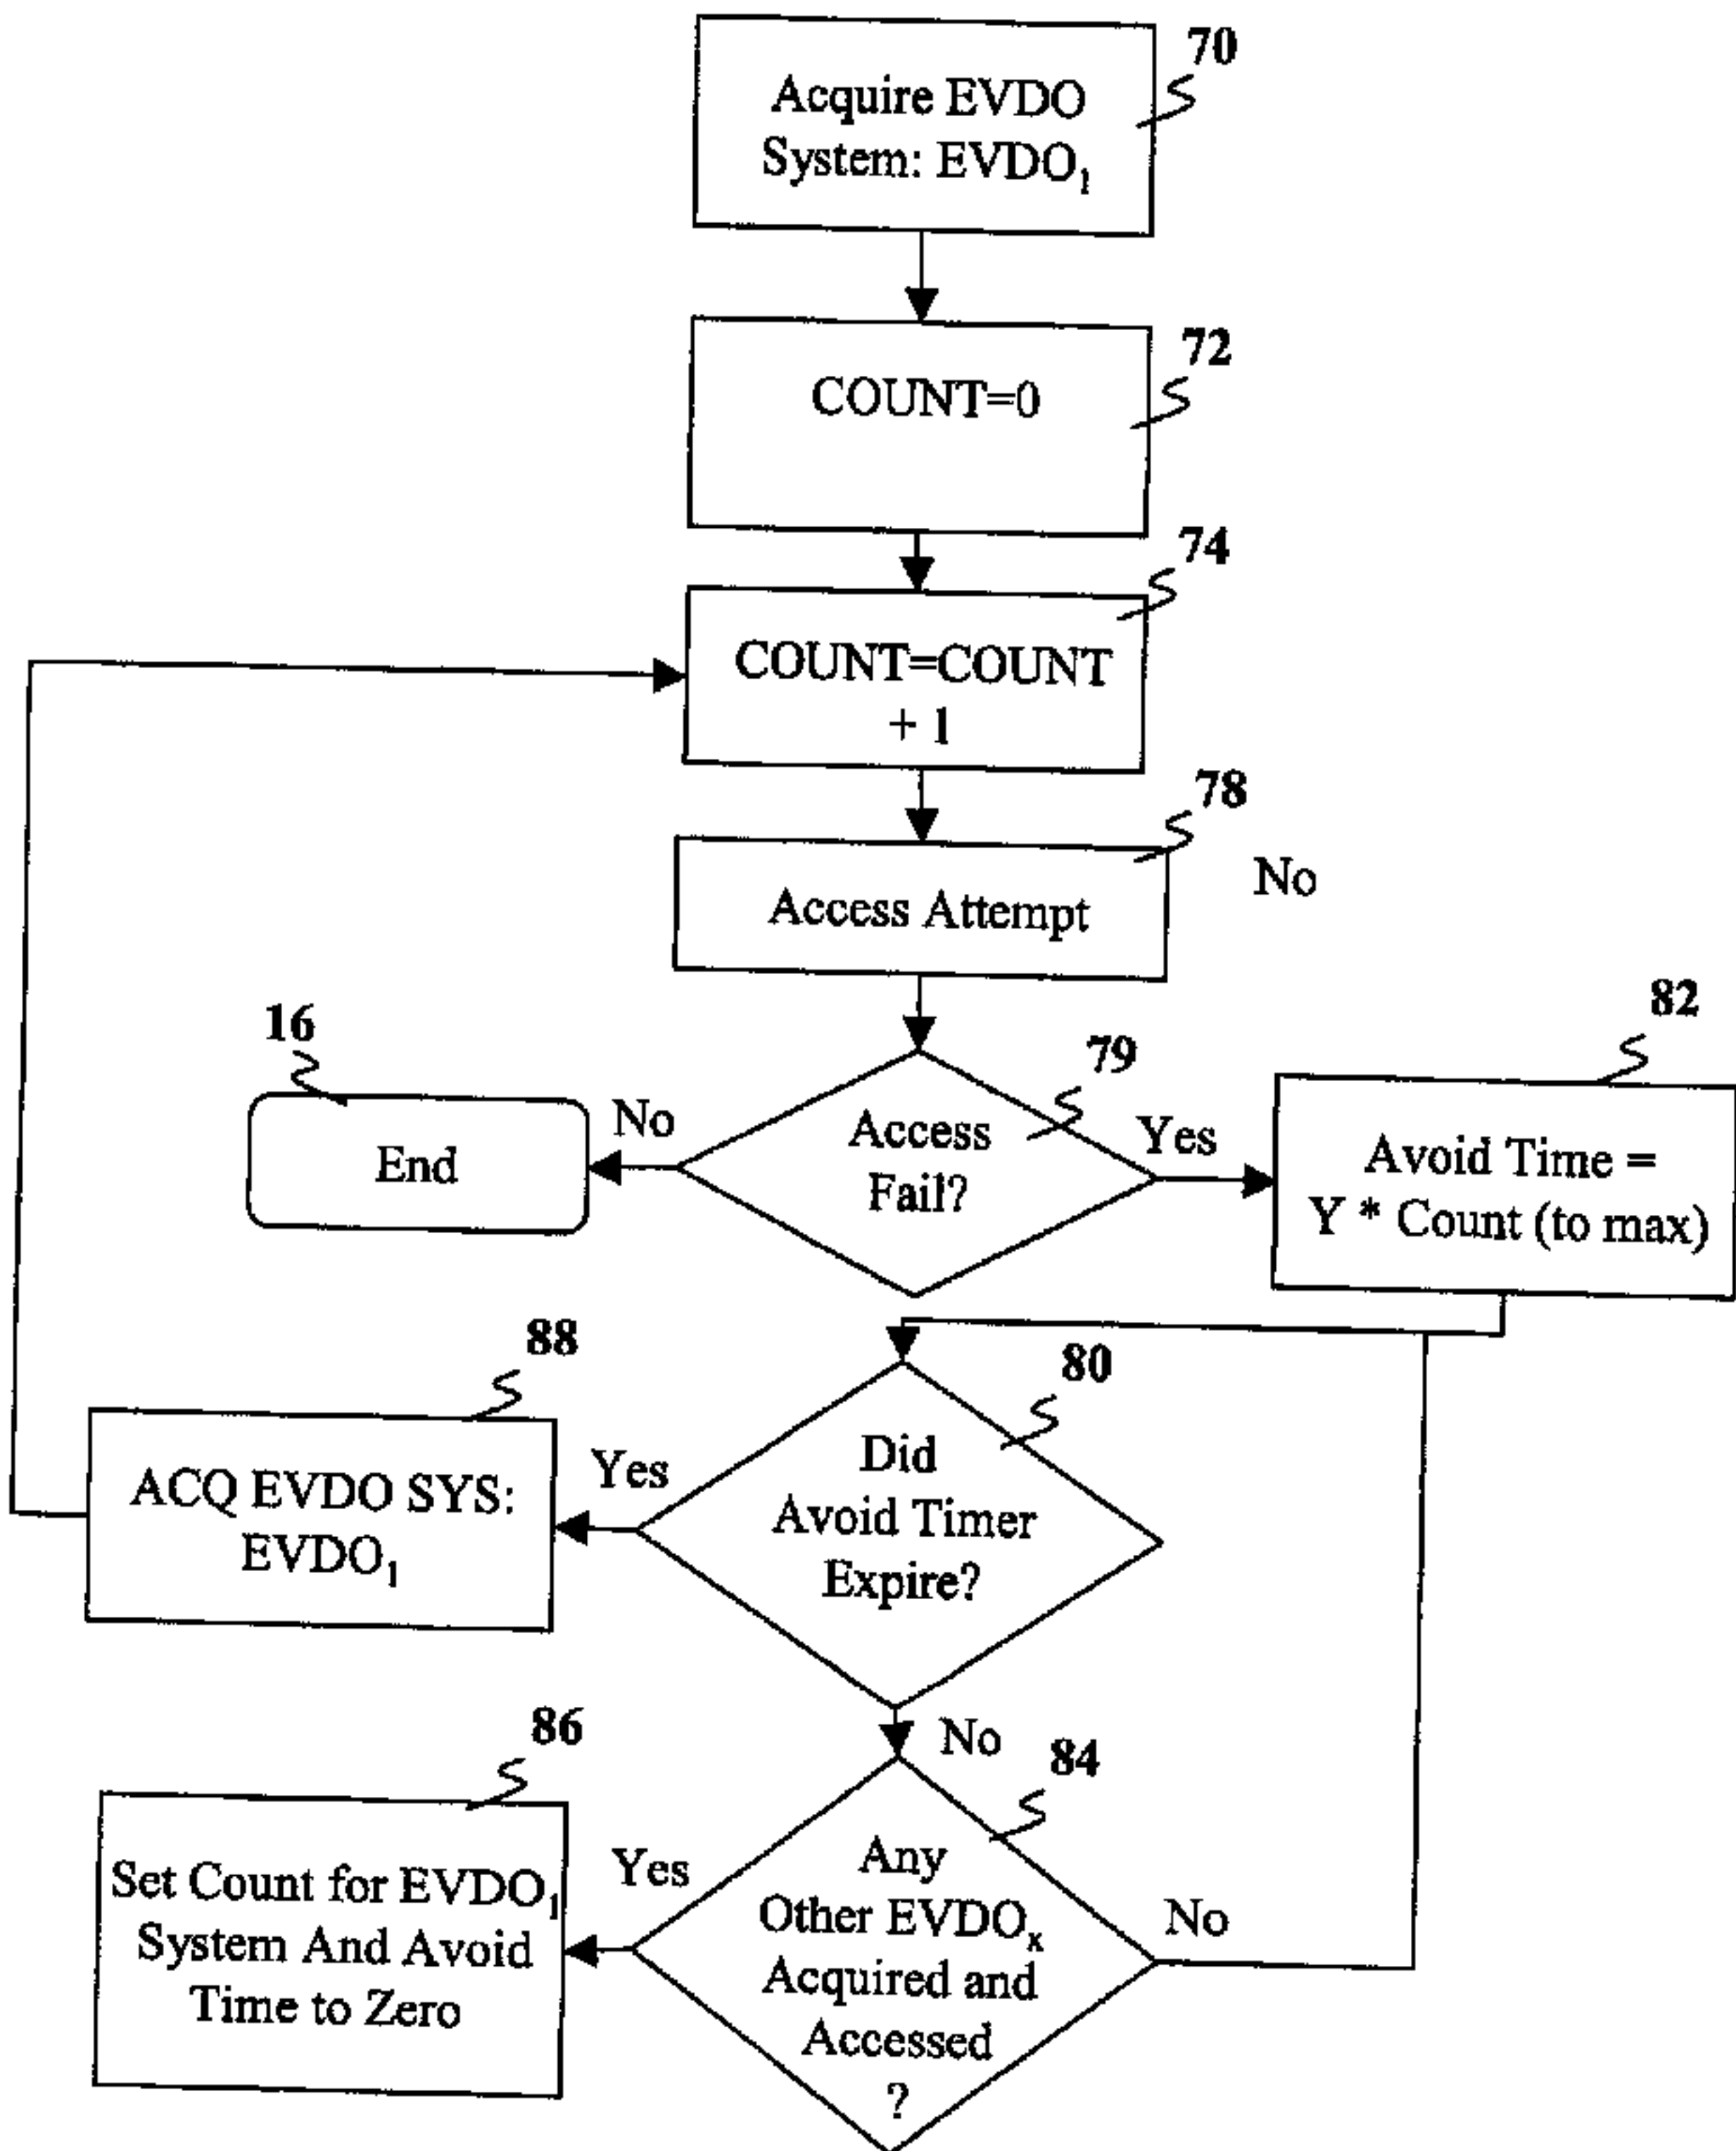 70
Acquire EVDO
System: EVDO₁
72
COUNT=0
74
COUNT=COUNT
+ 1
78
No
Access Attempt
82
16
79
No
Access
Yes
Avoid Time =
End
Fail?
Y * Count (to max)
88
80
Did
Yes
ACQ EVDO SYS:
Avoid Timer
EVDO₁
Expire?
86
No
84
Any
Yes
Set Count for EVDO₁
Other EVDOₓ
No
System And Avoid
Acquired and
Time to Zero
Accessed
?